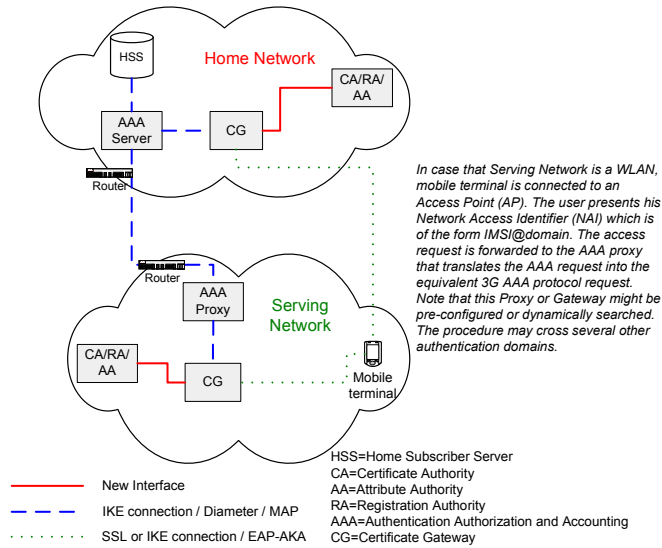 HSS
Home Network
CA/RA/
AA
AAA
Server
CG
Router
In case that Serving Network is a WLAN,
mobile terminal is connected to an
Access Point (AP). The user presents his
Network Access Identifier (NAI) which is
of the form IMSI@domain. The access
request is forwarded to the AAA proxy
that translates the AAA request into the
equivalent 3G AAA protocol request.
Note that this Proxy or Gateway might be
pre-configured or dynamically searched.
The procedure may cross several other
authentication domains.
Router
AAA
Proxy
Serving
Network
CA/RA/
AA
CG
Mobile
terminal
New Interface
IKE connection / Diameter / MAP
SSL or IKE connection / EAP-AKA
HSS=Home Subscriber Server
CA=Certificate Authority
AA=Attribute Authority
RA=Registration Authority
AAA=Authentication Authorization and Accounting
CG=Certificate Gateway